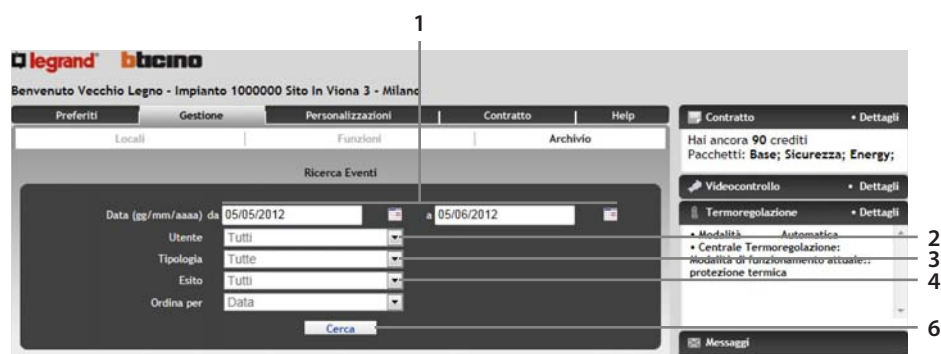 1
legrand bticino
Benvenuto Vecchio Legno - Impianto 1000000 Sito In Viona 3 - Milano
Preferiti Gestione Personalizzazioni Contratto Help
Locali Funzioni Archivio
Ricerca Eventi
Data (gg/mm/aaaa) da 05/05/2012 a 05/06/2012
Utente Tutti
Tipologia Tutte
Esito Tutti
Ordina per Data
Cerca
Contratto • Dettagli
Hai ancora 90 crediti
Pacchetti: Base; Sicurezza; Energy;
Videocontrollo • Dettagli
Termoregolazione • Dettagli
• Modalità Automatica
• Centrale Termoregolazione:
Modalità di funzionamento attuale::
protezione termica
Messaggi
2
3
4
6